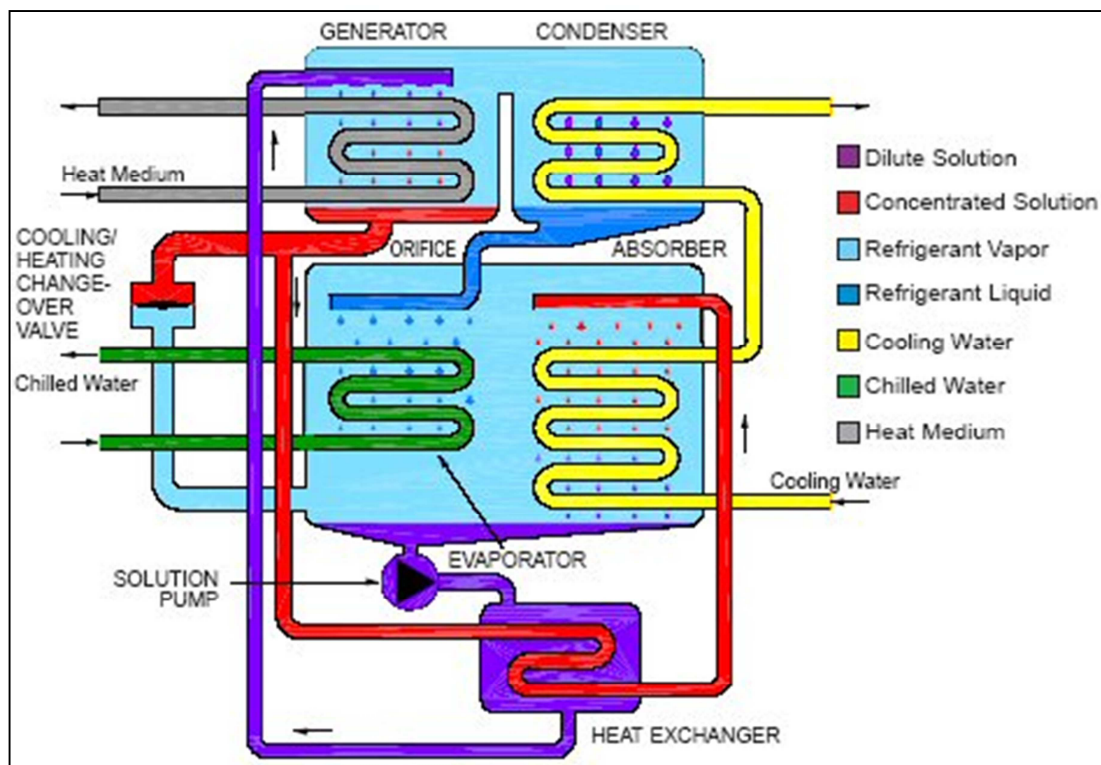 GENERATOR
CONDENSER
Heat Medium
COOLING/
HEATING
CHANGE-
OVER
VALVE
ORIFICE
ABSORBER
Chilled Water
Cooling Water
EVAPORATOR
SOLUTION
PUMP
HEAT EXCHANGER
Dilute Solution
Concentrated Solution
Refrigerant Vapor
Refrigerant Liquid
Cooling Water
Chilled Water
Heat Medium